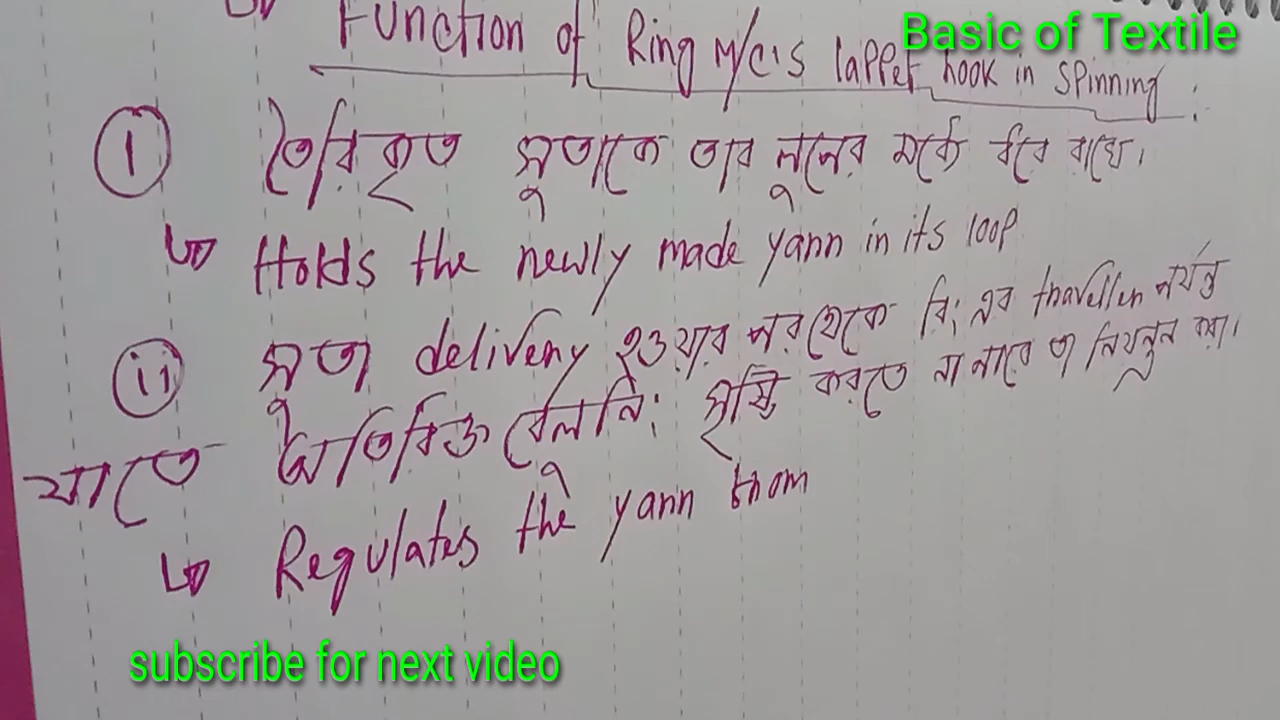 Basic of Textile
Function of Ring m/c's lappet hook in spinning:
i তৈরিকৃত সুতাকে তার লুপের মধ্যে ধরে রাখে।
↳ Holds the newly made yarn in its loop
ii সুতা delivery হওয়ার পর থেকে রিং এর traveller পর্যন্ত
যাতে অতিরিক্ত বেলুনিং সৃষ্টি করতে না পারে তা নিয়ন্ত্রন করা।
↳ Regulates the yarn from
subscribe for next video